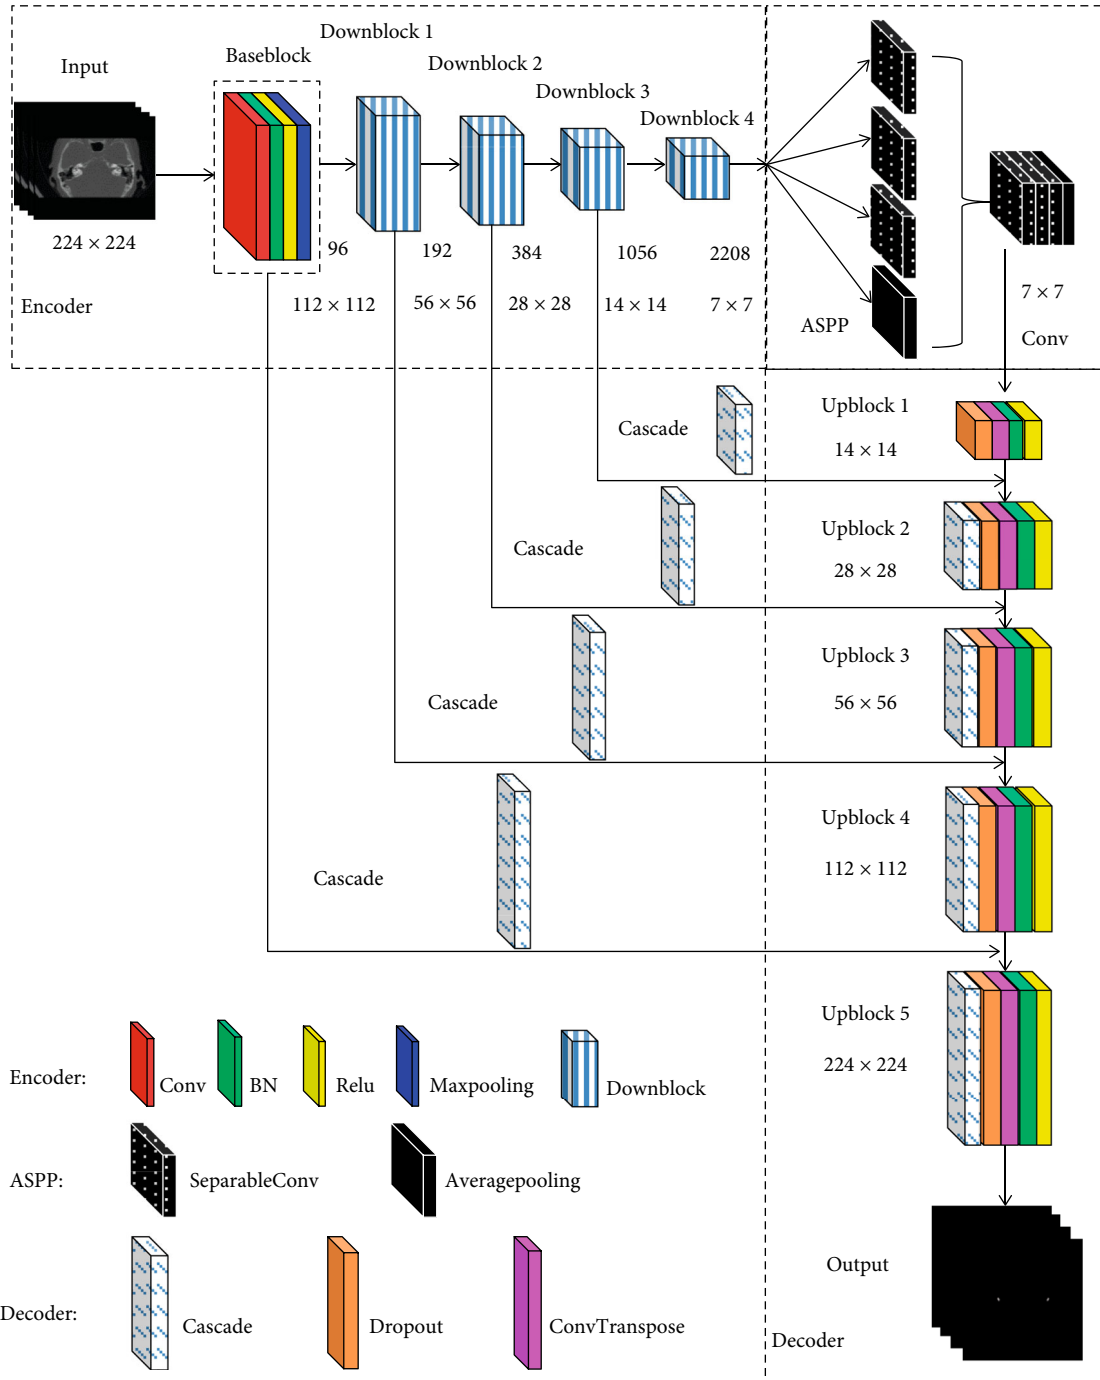 Input
Baseblock
Downblock 1
Downblock 2
Downblock 3
Downblock 4
224 × 224
96
192
384
1056
2208
112 × 112
56 × 56
28 × 28
14 × 14
7 × 7
Encoder
ASPP
7 × 7
Conv
Cascade
Upblock 1
14 × 14
Cascade
Upblock 2
28 × 28
Cascade
Upblock 3
56 × 56
Cascade
Upblock 4
112 × 112
Upblock 5
224 × 224
Output
Decoder
Encoder:
Conv
BN
Relu
Maxpooling
Downblock
ASPP:
SeparableConv
Averagepooling
Decoder:
Cascade
Dropout
ConvTranspose